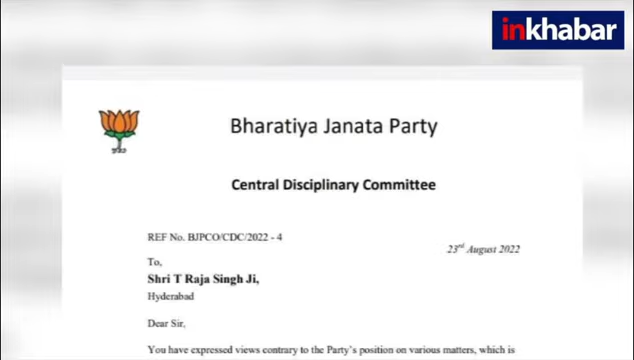 inkhabar
Bharatiya Janata Party
Central Disciplinary Committee
REF No. BJPCO/CDC/2022 - 4
23rd August 2022
To,
Shri T Raja Singh Ji,
Hyderabad
Dear Sir,
You have expressed views contrary to the Party's position on various matters, which is